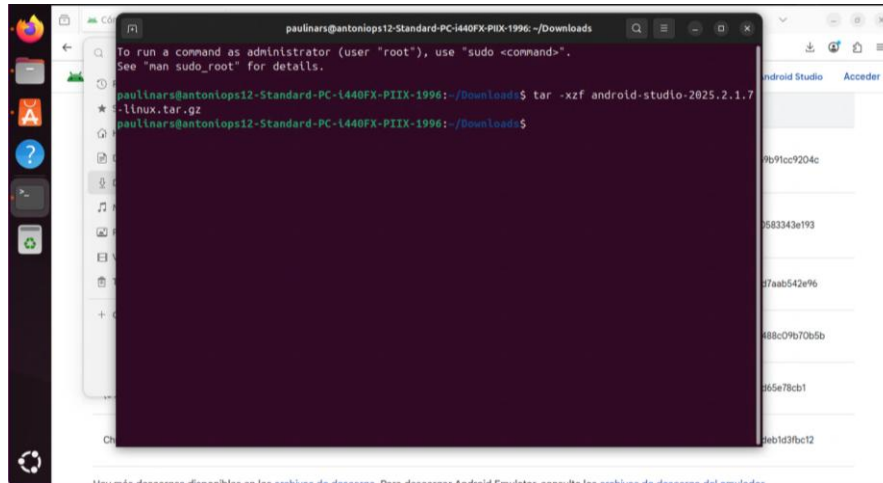 paulinars@antoniops12-Standard-PC-i440FX-PIIX-1996: ~/Downloads
To run a command as administrator (user "root"), use "sudo <command>".
See "man sudo_root" for details.
paulinars@antoniops12-Standard-PC-i440FX-PIIX-1996:~/Downloads$ tar -xzf android-studio-2025.2.1.7
-linux.tar.gz
paulinars@antoniops12-Standard-PC-i440FX-PIIX-1996:~/Downloads$
Android Studio Acceder
9b91cc9204c
0583343e193
d7aab542e96
488c09b70b5b
d65e78cb1
deb1d3fbc12